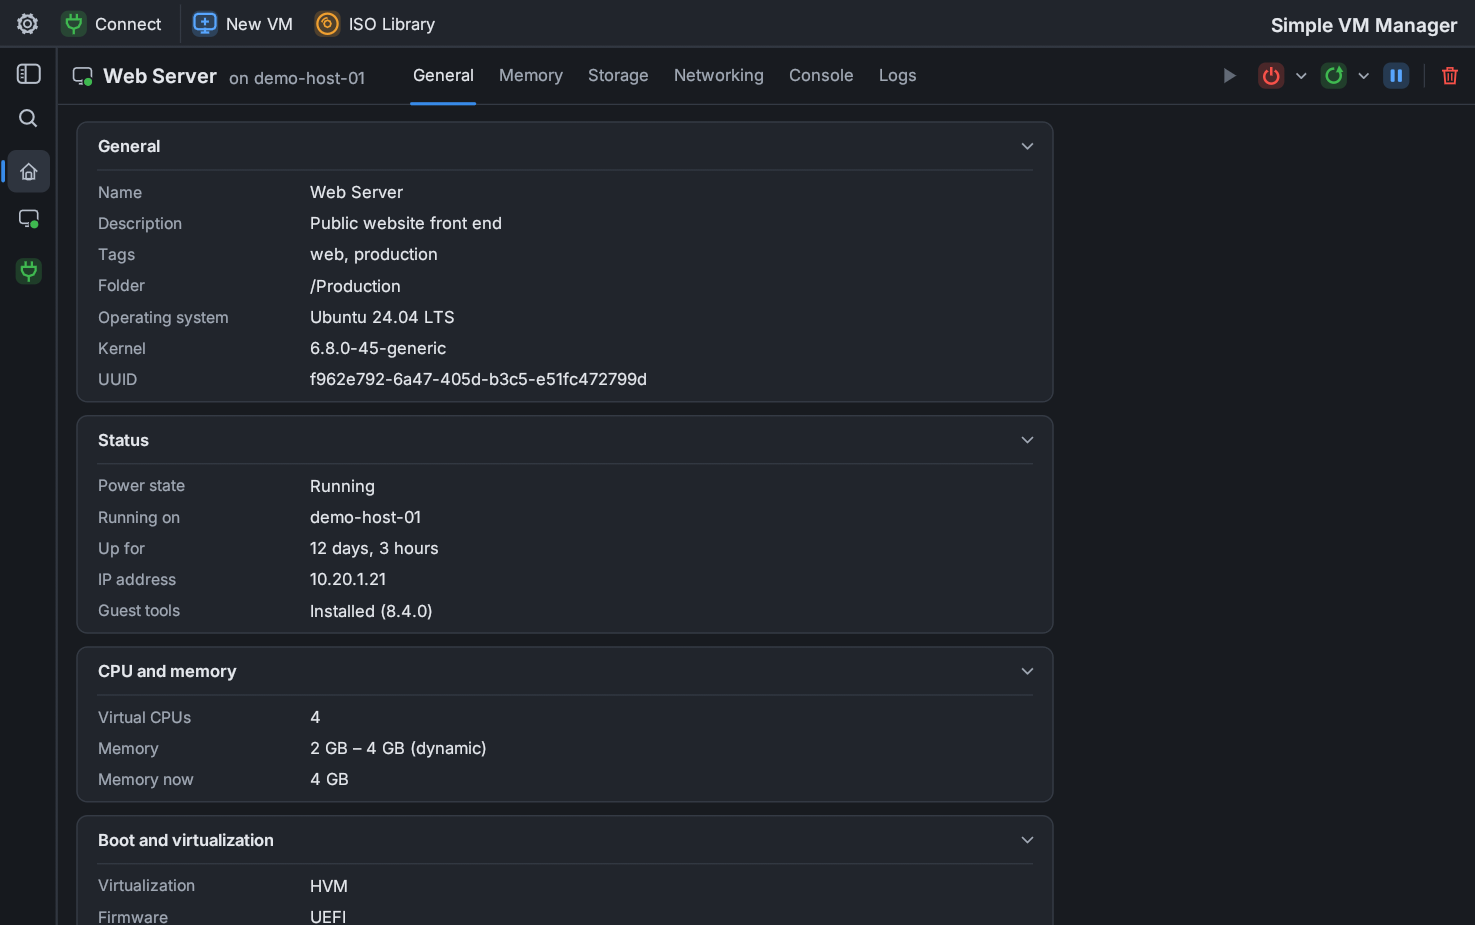 Connect
New VM
ISO Library
Simple VM Manager
Web Server on demo-host-01
General
Memory
Storage
Networking
Console
Logs
General
Name Web Server
Description Public website front end
Tags web, production
Folder /Production
Operating system Ubuntu 24.04 LTS
Kernel 6.8.0-45-generic
UUID f962e792-6a47-405d-b3c5-e51fc472799d
Status
Power state Running
Running on demo-host-01
Up for 12 days, 3 hours
IP address 10.20.1.21
Guest tools Installed (8.4.0)
CPU and memory
Virtual CPUs 4
Memory 2 GB – 4 GB (dynamic)
Memory now 4 GB
Boot and virtualization
Virtualization HVM
Firmware UEFI